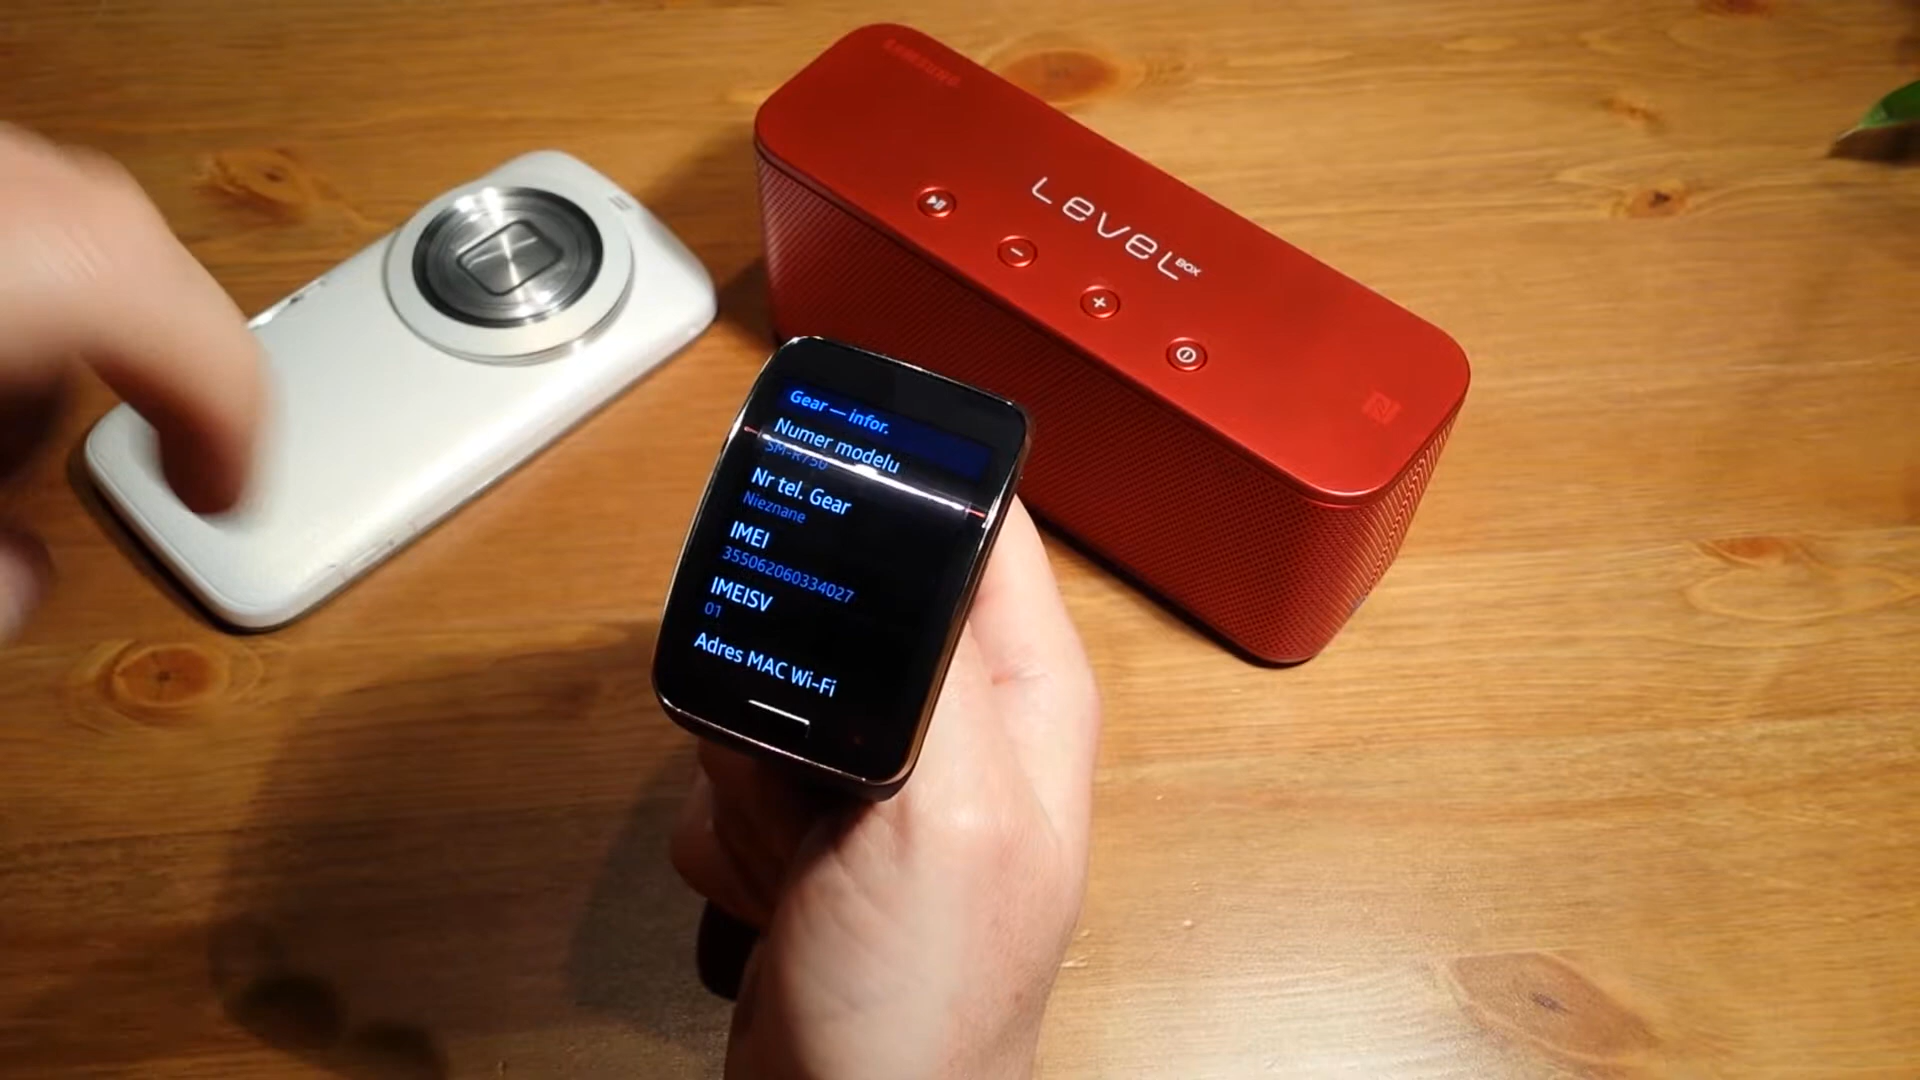 SAMSUNG
LEVEL BOX
Gear — infor.
Numer modelu
SM-R750
Nr tel. Gear
Nieznane
IMEI
355062060334027
IMEISV
01
Adres MAC Wi-Fi